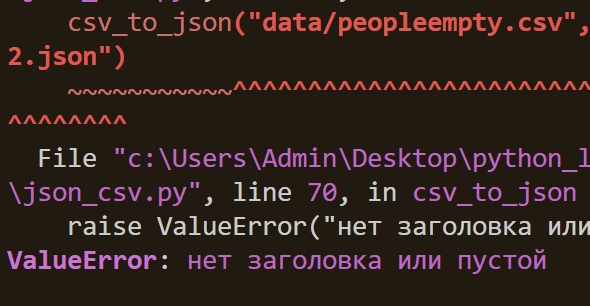 csv_to_json("data/peopleempty.csv",
2.json")
~~~~~~~~~~~^^^^^^^^^^^^^^^^^^^^^^^^
^^^^^^^^
File "c:\Users\Admin\Desktop\python_l
\json_csv.py", line 70, in csv_to_json
raise ValueError("нет заголовка или
ValueError: нет заголовка или пустой